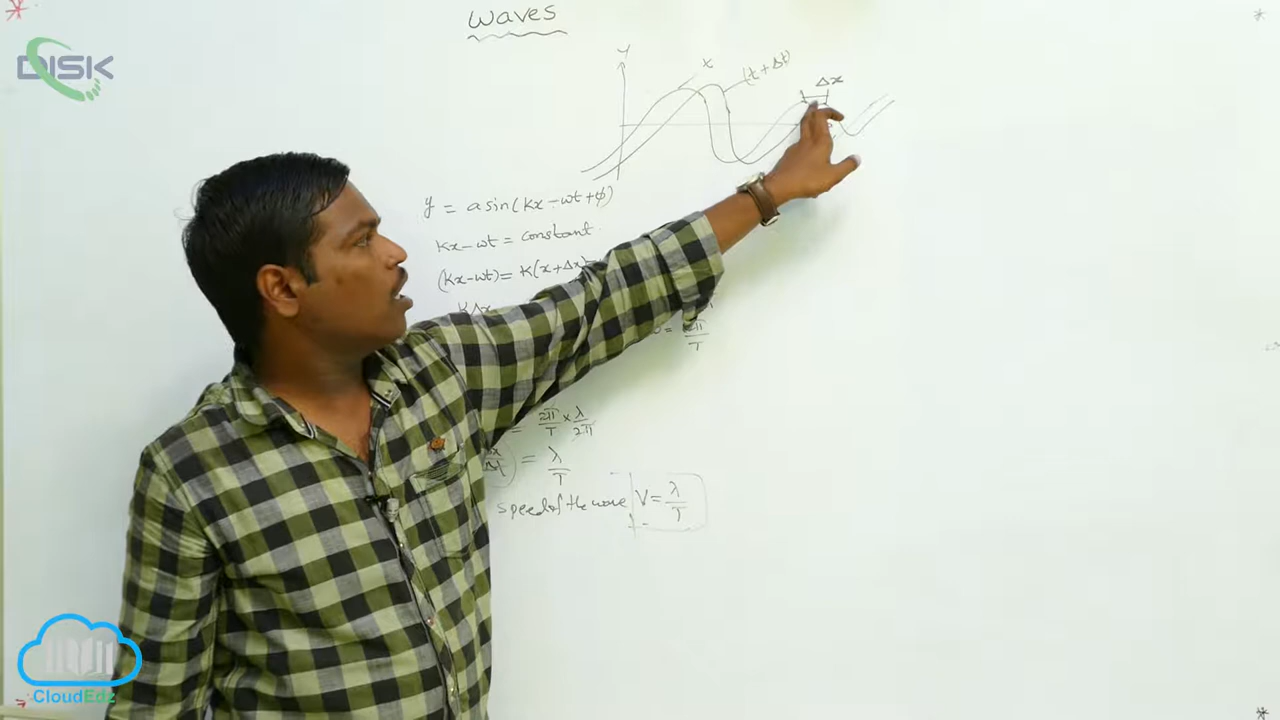 DISK
waves
y
t
(t + Δt)
Δx
y = a sin(Kx - wt + φ)
Kx - wt = constant
(Kx - wt) = K(x + Δx)
KΔx
= 2π/T
= 2π/T × λ/2π
= λ/T
speed of the wave V = λ/T
CloudEdz